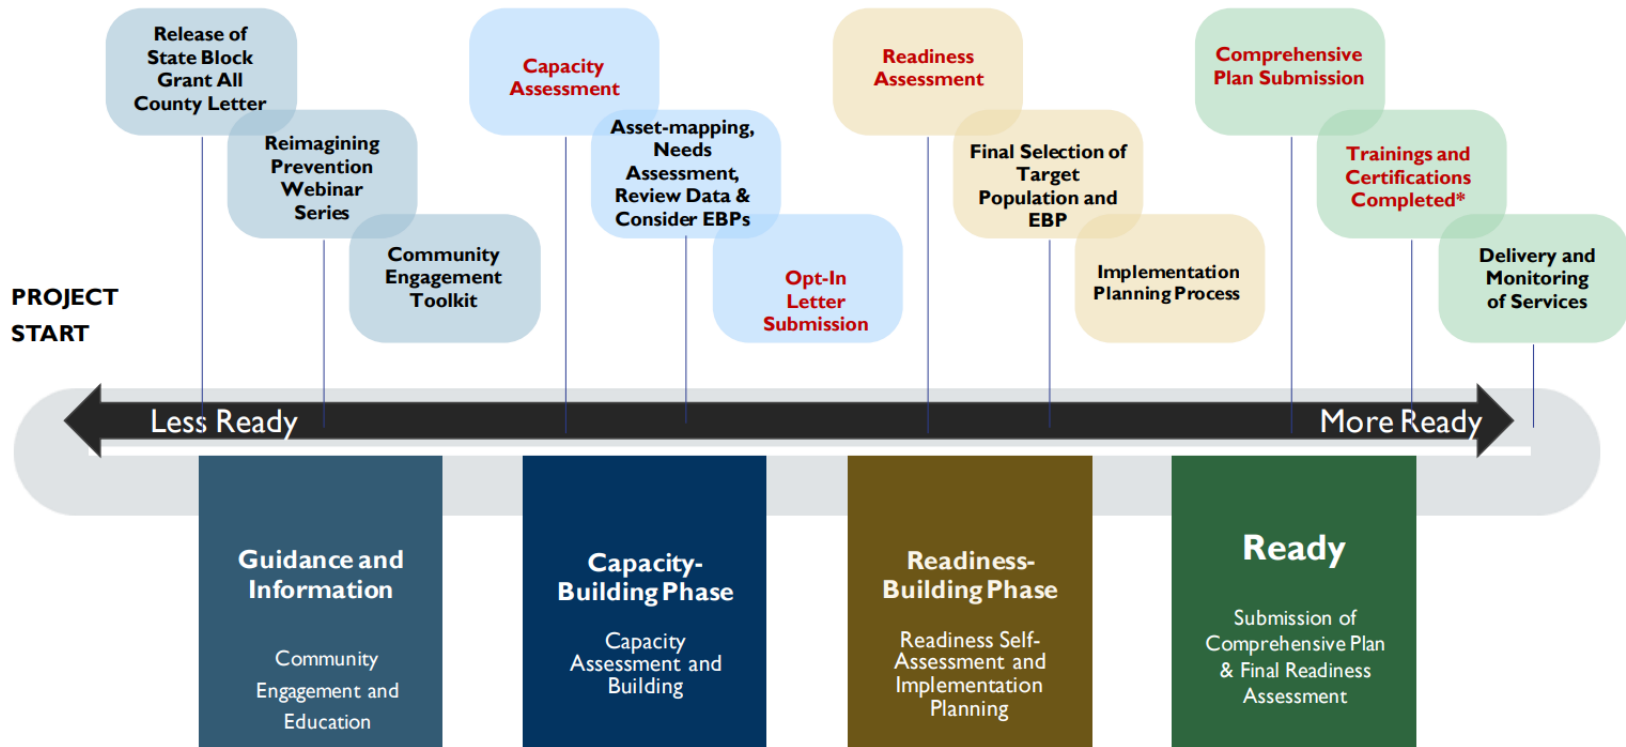 Release of
State Block
Grant All
County Letter
Reimagining
Prevention
Webinar
Series
Community
Engagement
Toolkit
Capacity
Assessment
Asset-mapping,
Needs
Assessment,
Review Data &
Consider EBPs
Opt-In
Letter
Submission
Readiness
Assessment
Final Selection of
Target
Population and
EBP
Implementation
Planning Process
Comprehensive
Plan Submission
Trainings and
Certifications
Completed*
Delivery and
Monitoring
of Services
PROJECT
START
Less Ready
More Ready
Guidance and
Information
Community
Engagement and
Education
Capacity-
Building Phase
Capacity
Assessment and
Building
Readiness-
Building Phase
Readiness Self-
Assessment and
Implementation
Planning
Ready
Submission of
Comprehensive Plan
& Final Readiness
Assessment